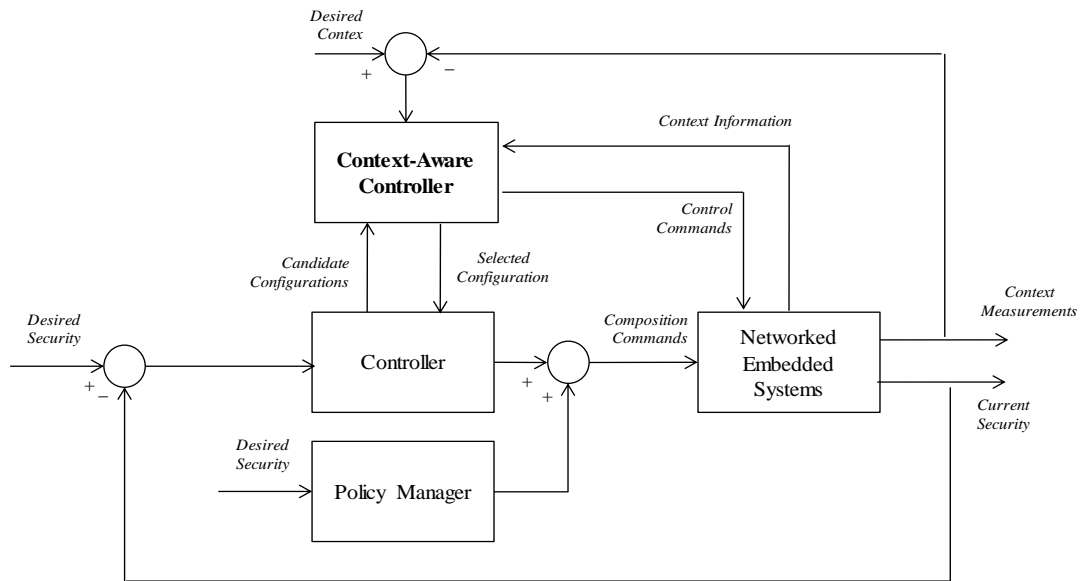 Desired
Contex
+
−
Context Information
Context-Aware
Controller
Control
Commands
Candidate
Configurations
Selected
Configuration
Desired
Security
+
−
Controller
+
+
Composition
Commands
Networked
Embedded
Systems
Context
Measurements
Current
Security
Desired
Security
Policy Manager